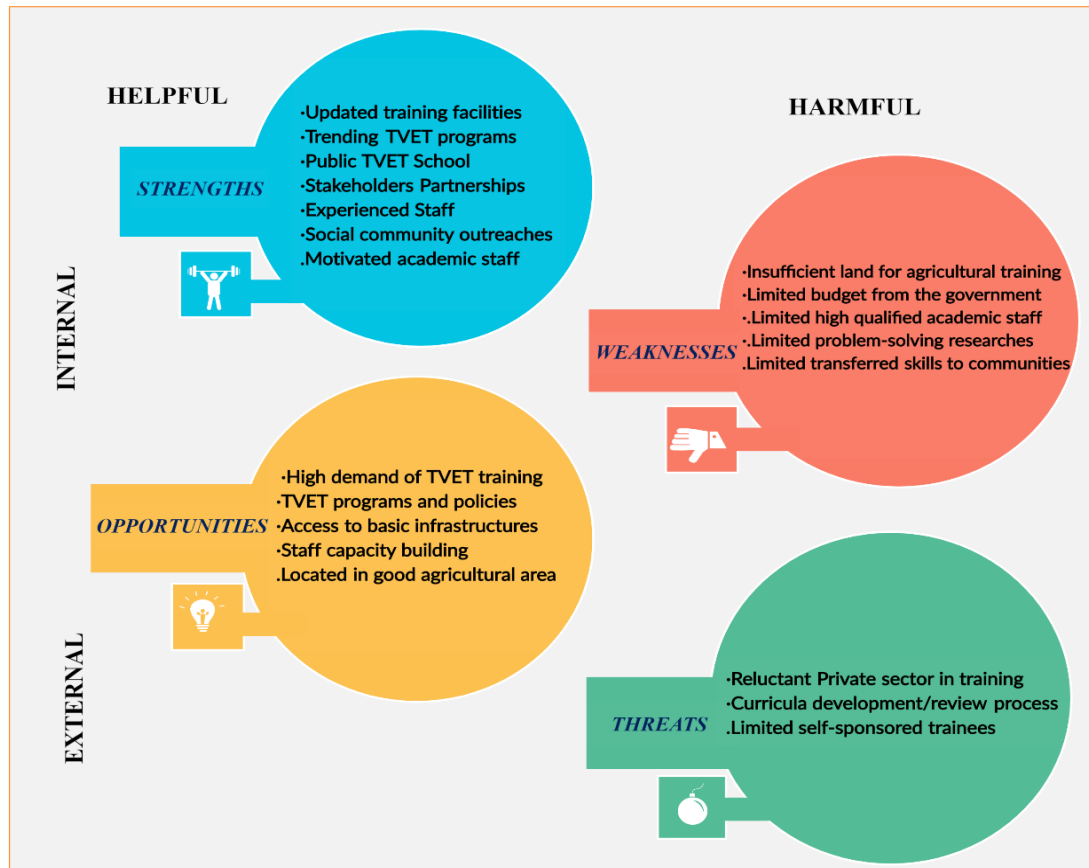 HELPFUL
HARMFUL
INTERNAL
EXTERNAL
STRENGTHS
·Updated training facilities
·Trending TVET programs
·Public TVET School
·Stakeholders Partnerships
·Experienced Staff
·Social community outreaches
.Motivated academic staff
WEAKNESSES
·Insufficient land for agricultural training
·Limited budget from the government
·.Limited high qualified academic staff
·.Limited problem-solving researches
·Limited transferred skills to communities
OPPORTUNITIES
·High demand of TVET training
·TVET programs and policies
·Access to basic infrastructures
·Staff capacity building
.Located in good agricultural area
THREATS
·Reluctant Private sector in training
·Curricula development/review process
.Limited self-sponsored trainees